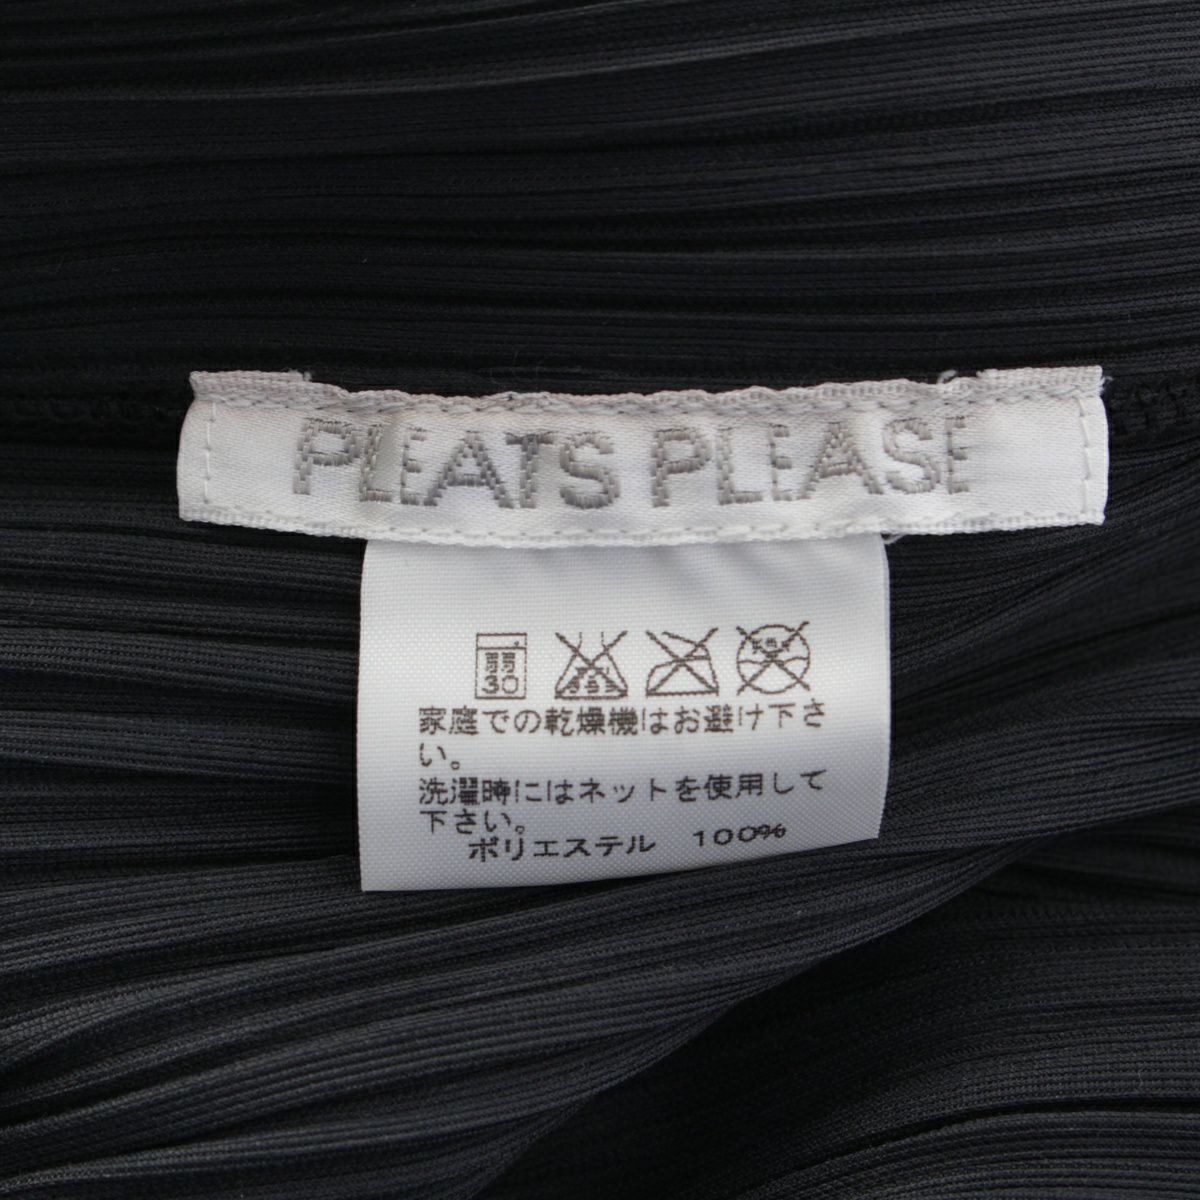 PLEATS PLEASE
弱
30
家庭での乾燥機はお避け下さ
い。
洗濯時にはネットを使用して
下さい。
ポリエステル 100%